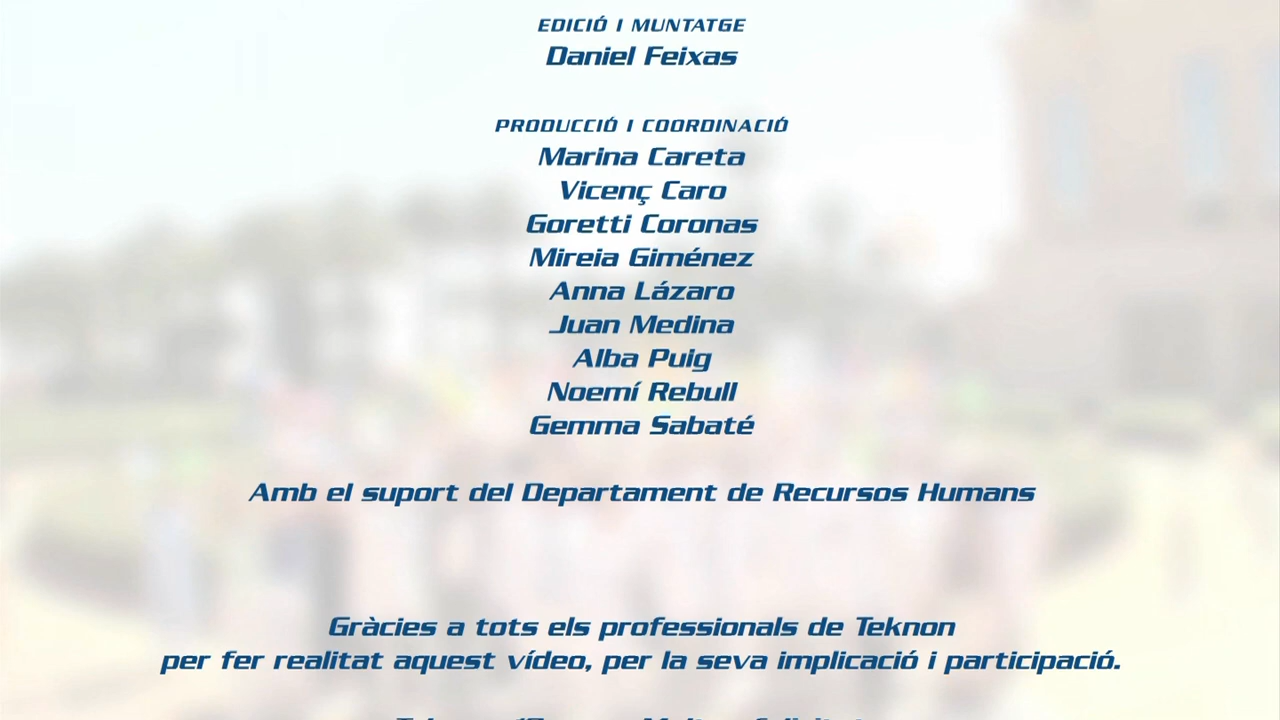 EDICIÓ I MUNTATGE
Daniel Feixas
PRODUCCIÓ I COORDINACIÓ
Marina Careta
Vicenç Caro
Goretti Coronas
Mireia Giménez
Anna Lázaro
Juan Medina
Alba Puig
Noemí Rebull
Gemma Sabaté
Amb el suport del Departament de Recursos Humans
Gràcies a tots els professionals de Teknon
per fer realitat aquest vídeo, per la seva implicació i participació.